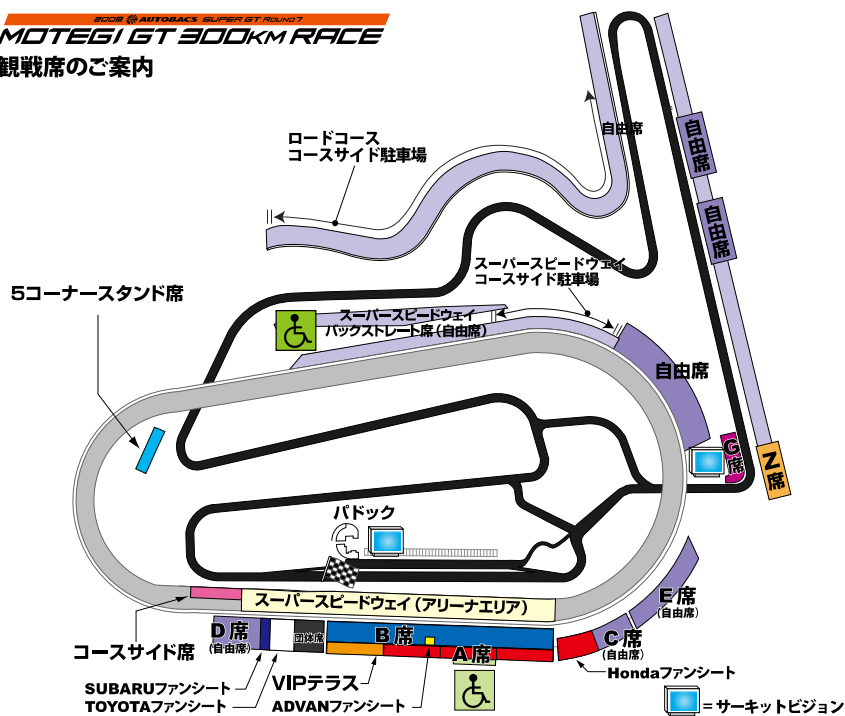 2008 AUTOBACS SUPER GT ROUND7
MOTEGI GT 300KM RACE
観戦席のご案内
自由席
自由席
ロードコース
コースサイド駐車場
自由席
スーパースピードウェイ
コースサイド駐車場
5コーナースタンド席
スーパースピードウェイ
バックストレート席(自由席)
自由席
G席
Z席
パドック
スーパースピードウェイ(アリーナエリア)
E席
(自由席)
コースサイド席
D席
(自由席)
団体席
B席
A席
C席
(自由席)
Hondaファンシート
SUBARUファンシート
TOYOTAファンシート
VIPテラス
ADVANファンシート
=サーキットビジョン